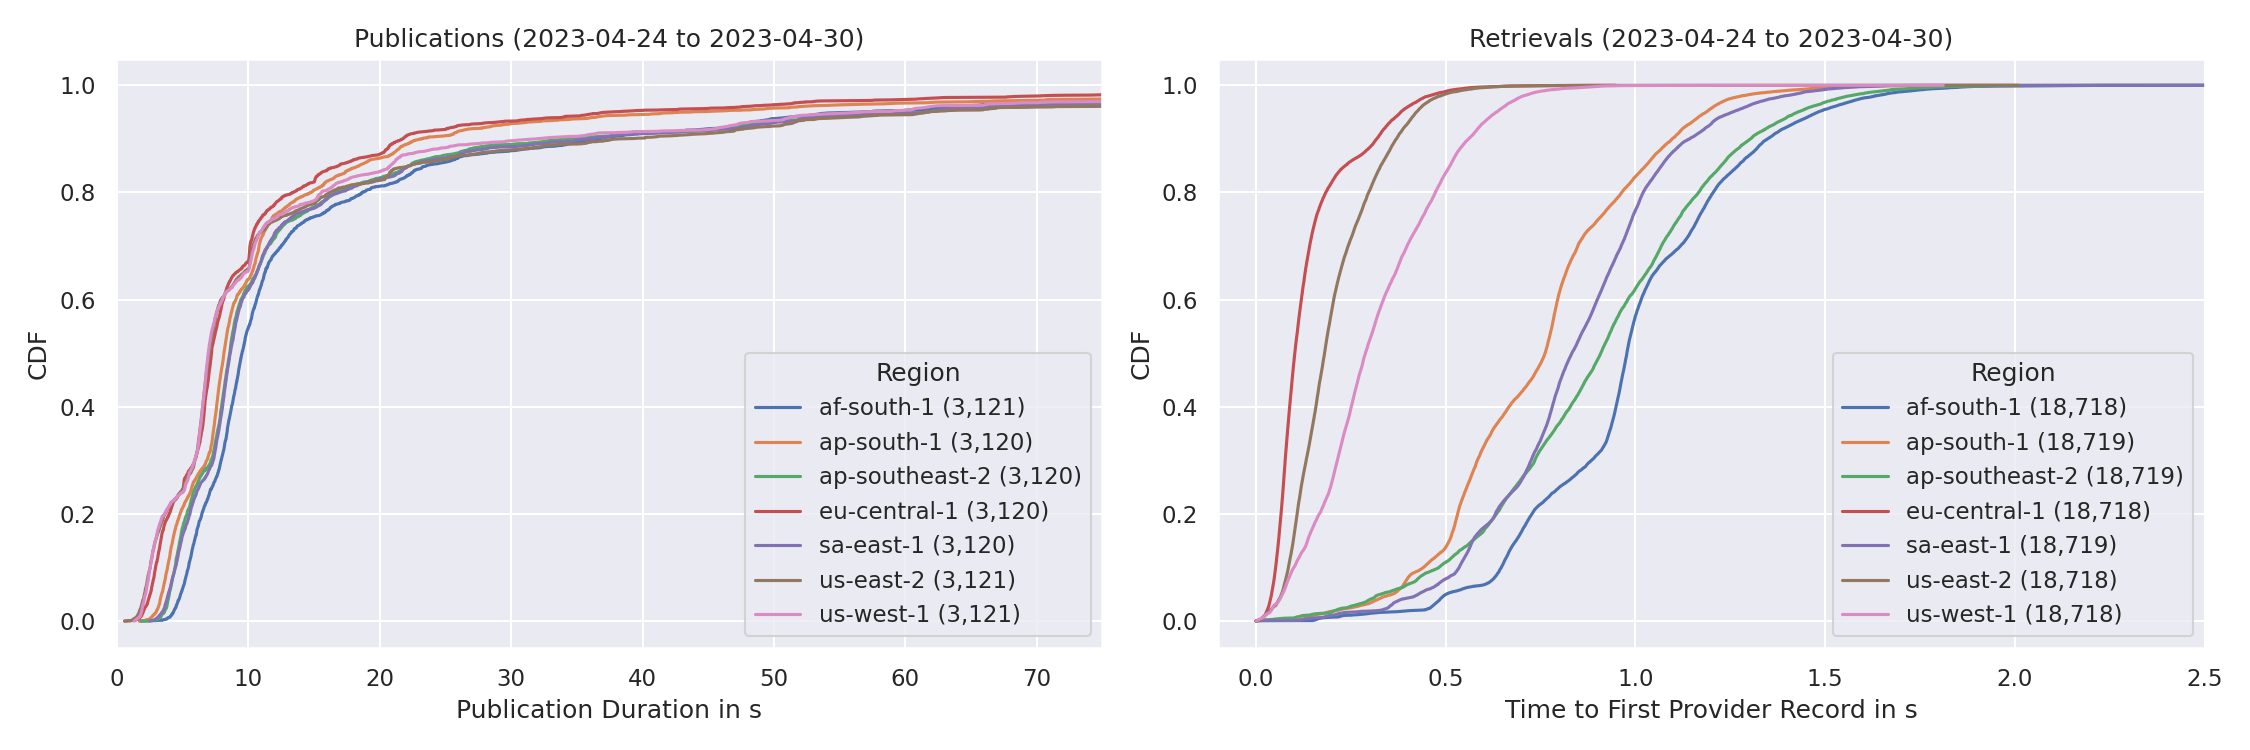 Publications (2023-04-24 to 2023-04-30)
CDF
1.0
0.8
0.6
0.4
0.2
0.0
0 10 20 30 40 50 60 70
Publication Duration in s
Region
af-south-1 (3,121)
ap-south-1 (3,120)
ap-southeast-2 (3,120)
eu-central-1 (3,120)
sa-east-1 (3,120)
us-east-2 (3,121)
us-west-1 (3,121)
Retrievals (2023-04-24 to 2023-04-30)
CDF
1.0
0.8
0.6
0.4
0.2
0.0
0.0 0.5 1.0 1.5 2.0 2.5
Time to First Provider Record in s
Region
af-south-1 (18,718)
ap-south-1 (18,719)
ap-southeast-2 (18,719)
eu-central-1 (18,718)
sa-east-1 (18,719)
us-east-2 (18,718)
us-west-1 (18,718)